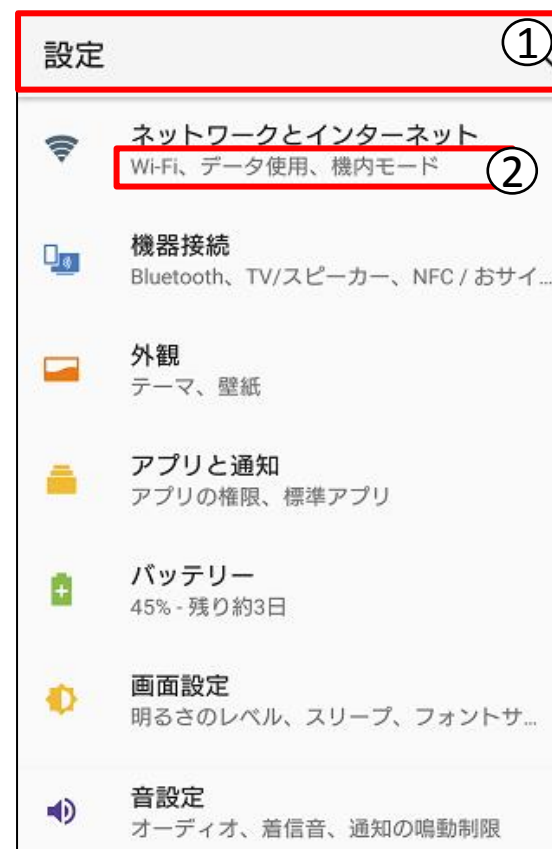 設定
①
ネットワークとインターネット
Wi-Fi、データ使用、機内モード
②
機器接続
Bluetooth、TV/スピーカー、NFC / おサイ...
外観
テーマ、壁紙
アプリと通知
アプリの権限、標準アプリ
バッテリー
45% - 残り約3日
画面設定
明るさのレベル、スリープ、フォントサ...
音設定
オーディオ、着信音、通知の鳴動制限